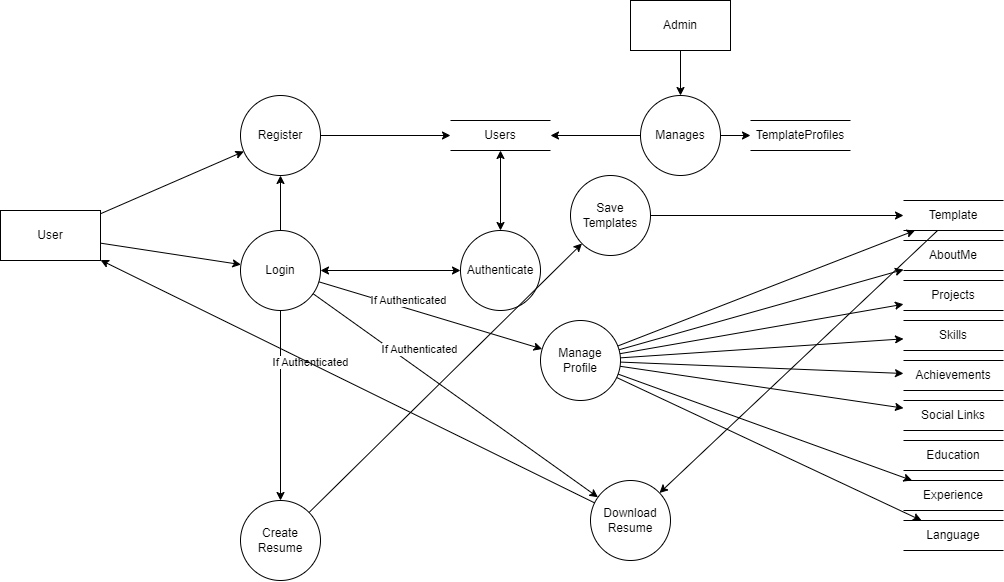 Admin
Register
Users
Manages
TemplateProfiles
Save
Templates
Template
User
AboutMe
Login
Authenticate
Projects
If Authenticated
Skills
If Authenticated
Manage
Profile
If Authenticated
Achievements
Social Links
Education
Experience
Download
Resume
Create
Resume
Language